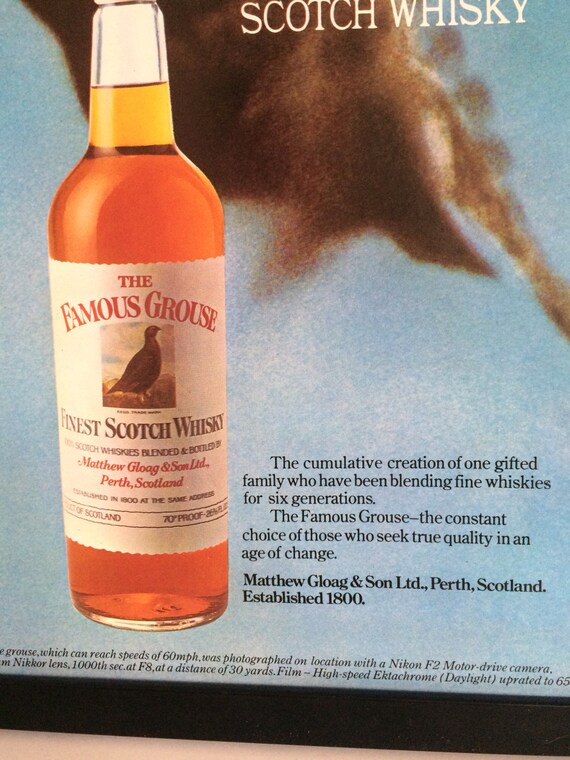 SCOTCH WHISKY
THE
FAMOUS GROUSE
FINEST SCOTCH WHISKY
SCOTCH WHISKIES BLENDED & BOTTLED BY
Matthew Gloag & Son Ltd.,
Perth, Scotland
ESTABLISHED IN 1800 AT THE SAME ADDRESS
OF SCOTLAND 70° PROOF-26⅔ FL.
The cumulative creation of one gifted
family who have been blending fine whiskies
for six generations.
The Famous Grouse–the constant
choice of those who seek true quality in an
age of change.
Matthew Gloag & Son Ltd., Perth, Scotland.
Established 1800.
grouse, which can reach speeds of 60mph, was photographed on location with a Nikon F2 Motor-drive camera,
Nikkor lens, 1000th sec. at F8, at a distance of 30 yards. Film – High-speed Ektachrome (Daylight) uprated to 65